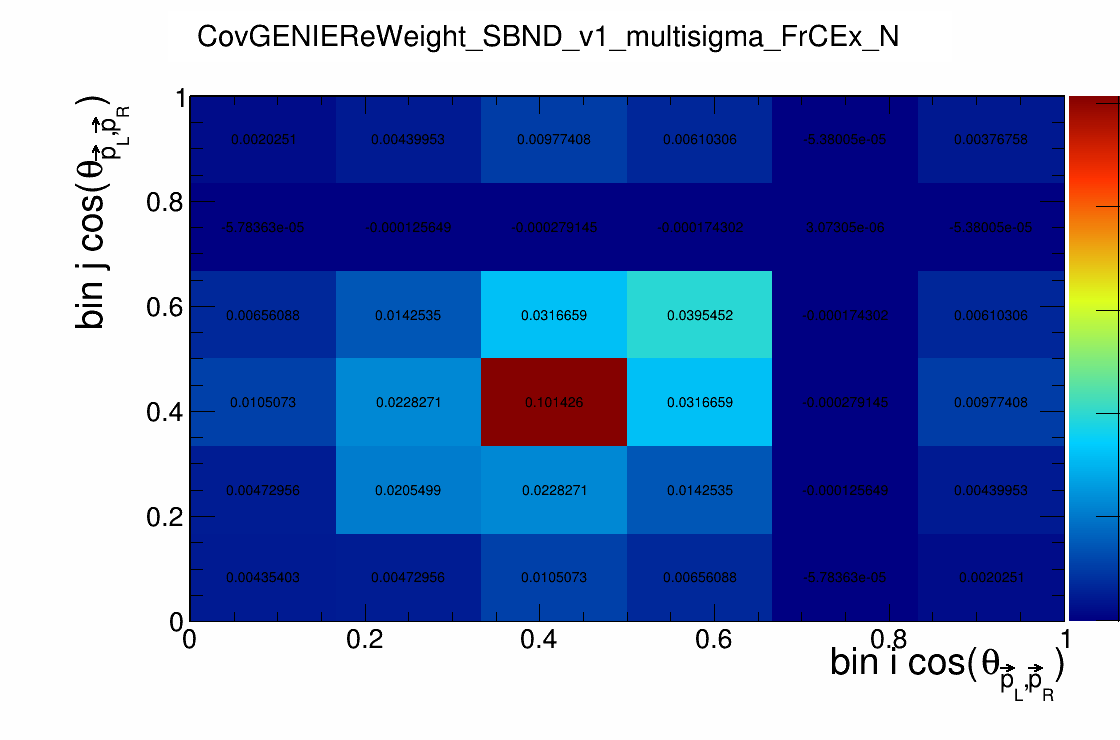 CovGENIEReWeight_SBND_v1_multisigma_FrCEx_N
bin j cos(θ p⃗L,p⃗R)
1
0.8
0.6
0.4
0.2
0
0.0020251 0.00439953 0.00977408 0.00610306 -5.38005e-05 0.00376758
-5.78363e-05 -0.000125649 -0.000279145 -0.000174302 3.07305e-06 -5.38005e-05
0.00656088 0.0142535 0.0316659 0.0395452 -0.000174302 0.00610306
0.0105073 0.0228271 0.101426 0.0316659 -0.000279145 0.00977408
0.00472956 0.0205499 0.0228271 0.0142535 -0.000125649 0.00439953
0.00435403 0.00472956 0.0105073 0.00656088 -5.78363e-05 0.0020251
0 0.2 0.4 0.6 0.8 1
bin i cos(θ p⃗L,p⃗R)